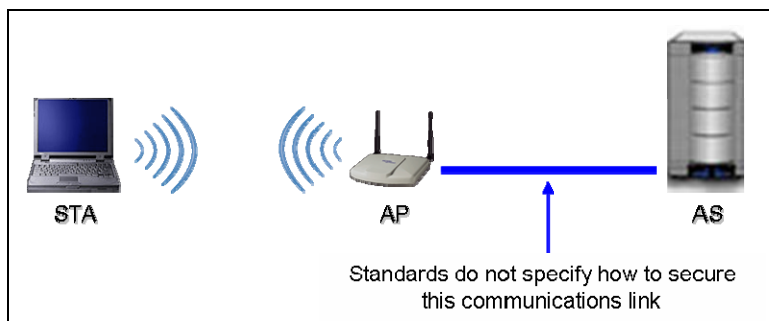 STA
AP
AS
Standards do not specify how to secure
this communications link